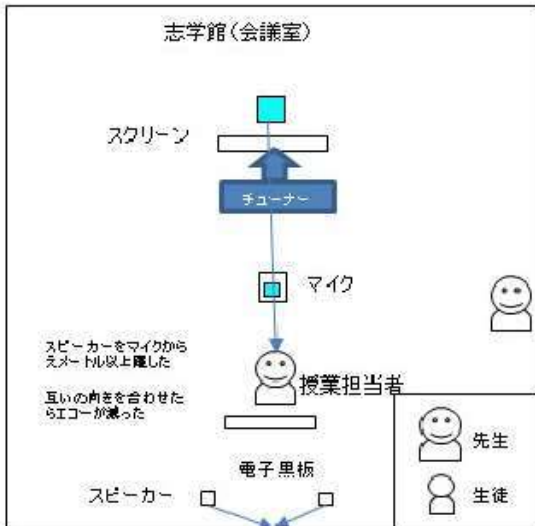 志学館(会議室)
スクリーン
チューナー
マイク
スピーカーをマイクから
えメートル以上離した
互いの向きを合わせた
らエコーが減った
授業担当者
電子黒板
スピーカー
先生
生徒